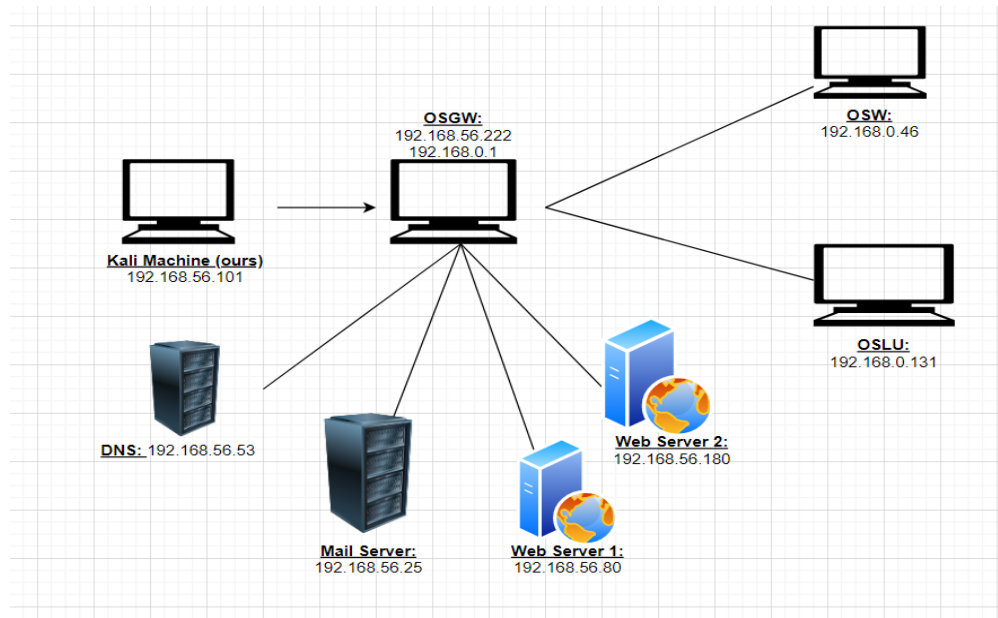 OSW:
192.168.0.46
OSGW:
192.168.56.222
192.168.0.1
Kali Machine (ours)
192.168.56.101
OSLU:
192.168.0.131
DNS: 192.168.56.53
Web Server 2:
192.168.56.180
Mail Server:
192.168.56.25
Web Server 1:
192.168.56.80